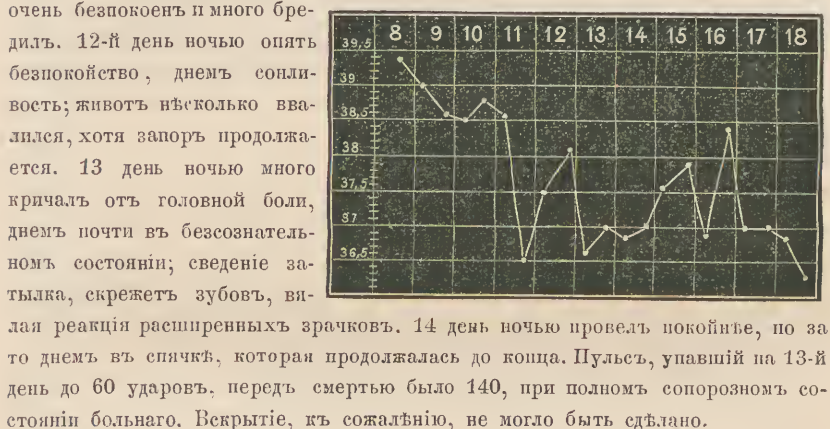 очень безпокоенъ и много бре-
дилъ. 12-й день ночью опять
безпокойство, днемъ сонли-
вость; животъ нѣсколько вва-
лился, хотя запоръ продолжа-
ется. 13 день ночью много
кричалъ отъ головной боли,
днемъ почти въ безсознатель-
номъ состояніи; сведеніе за-
тылка, скрежетъ зубовъ, вя-
8 9 10 11 12 13 14 15 16 17 18
39,5
39
38,5
38
37,5
37
36,5
лая реакція расширенныхъ зрачковъ. 14 день ночью провелъ покойнѣе, но за
то днемъ въ спячкѣ, которая продолжалась до конца. Пульсъ, упавшій на 13-й
день до 60 ударовъ, передъ смертью было 140, при полномъ сопорозномъ со-
стояніи больнаго. Вскрытіе, къ сожалѣнію, не могло быть сдѣлано.